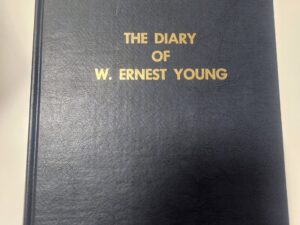 THE DIARY
OF
W. ERNEST YOUNG